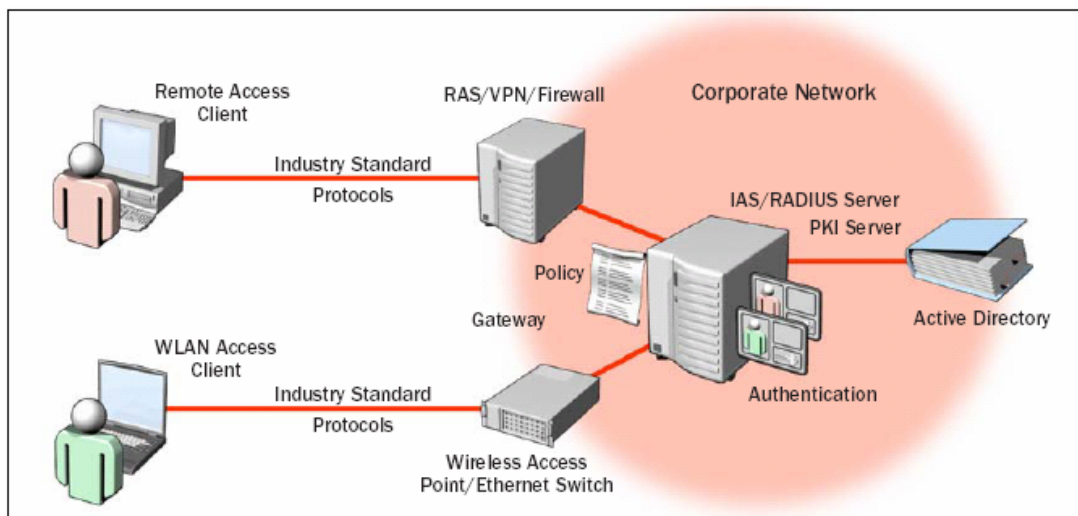 Remote Access
Client
RAS/VPN/Firewall
Corporate Network
Industry Standard
Protocols
IAS/RADIUS Server
PKI Server
Policy
Gateway
Active Directory
WLAN Access
Client
Industry Standard
Protocols
Authentication
Wireless Access
Point/Ethernet Switch